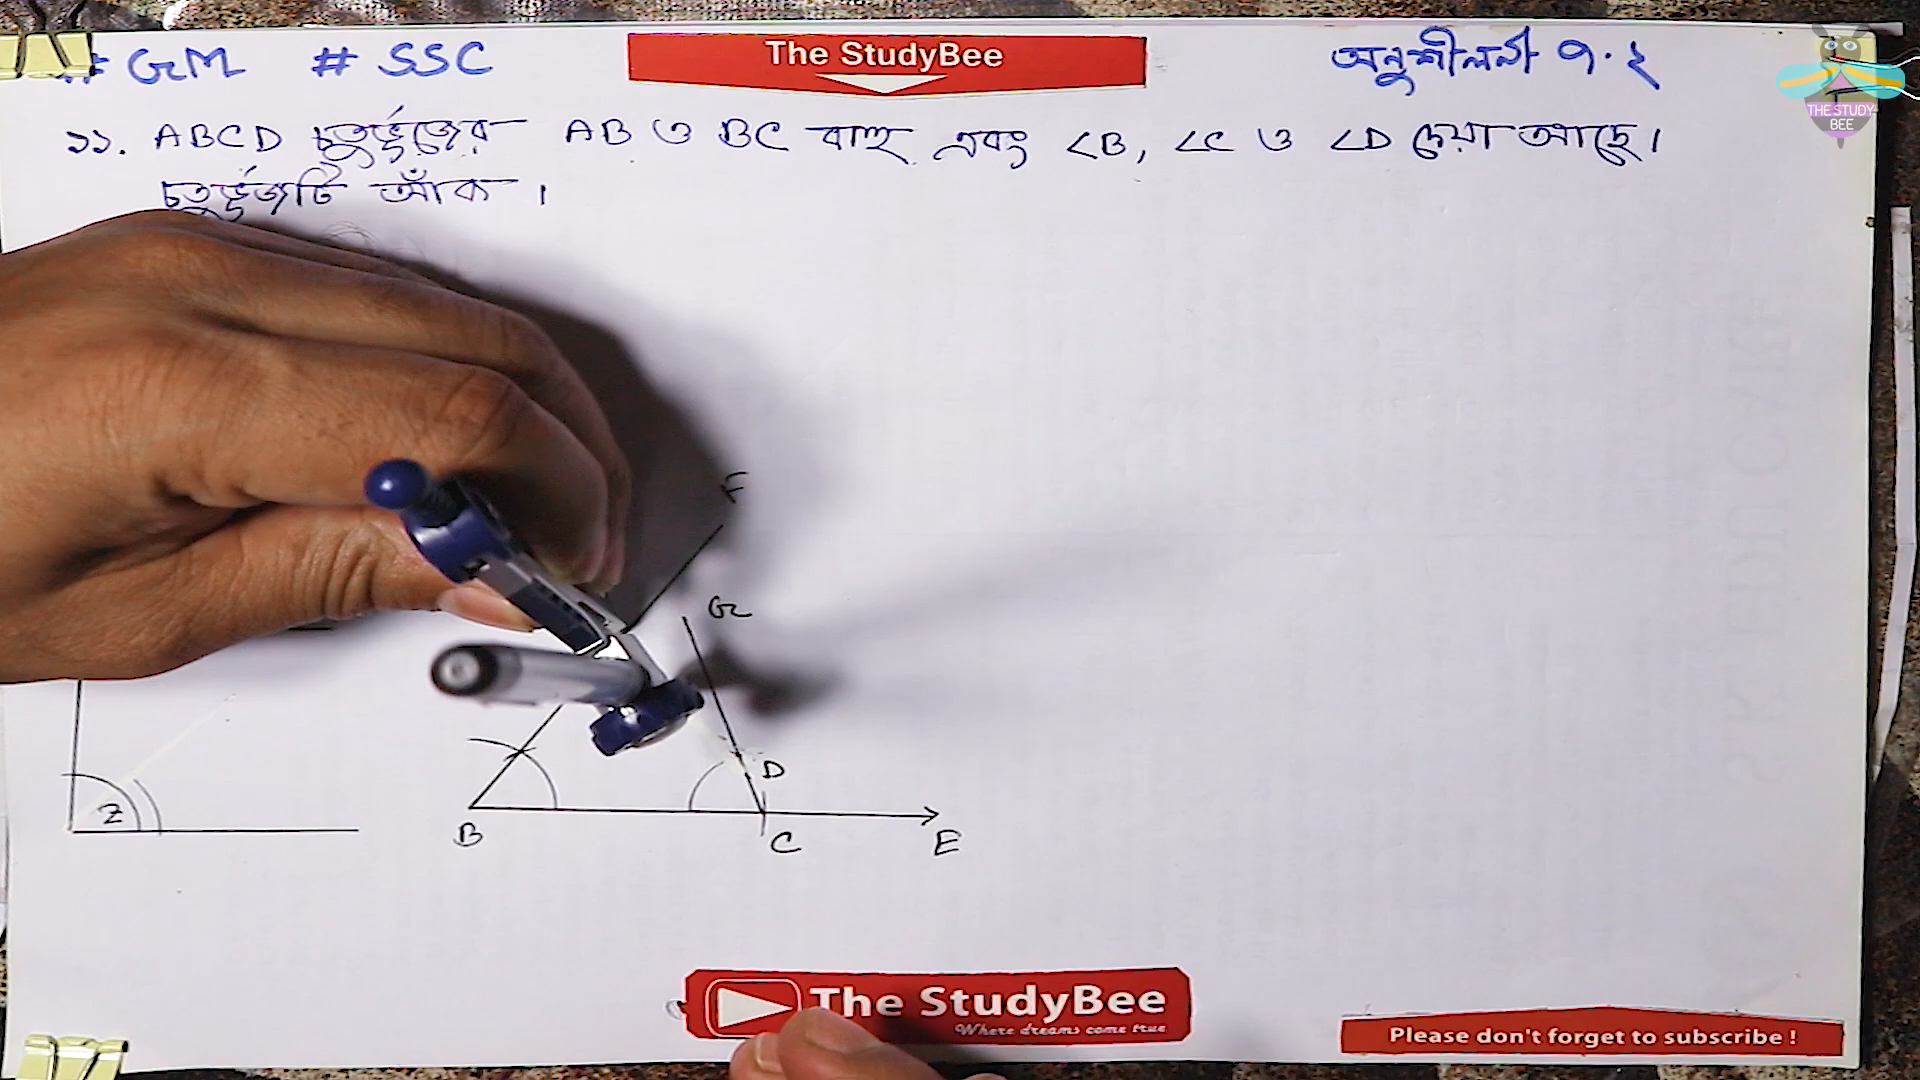 # GM # SSC
The StudyBee
অনুশীলনী ৭.২
THE STUDY
BEE
১১. ABCD চতুর্ভুজের AB ও BC বাহু এবং ∠B, ∠C ও ∠D দেয়া আছে।
চতুর্ভুজটি আঁক।
F
G
D
Z
B
C
E
The StudyBee
Where dreams come true
Please don't forget to subscribe !